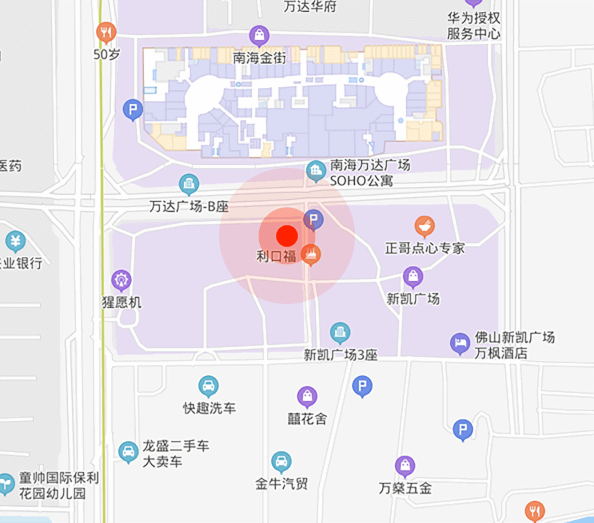 万达华府
华为授权
服务中心
50岁
南海金街
P
医药
南海万达广场
SOHO公寓
万达广场-B座
P
正哥点心专家
利口福
业银行
新凯广场
猩愿机
佛山新凯广场
万枫酒店
新凯广场3座
P
快趣洗车
囍花舍
P
龙盛二手车
大卖车
金牛汽贸
万燊五金
童帅国际保利
花园幼儿园